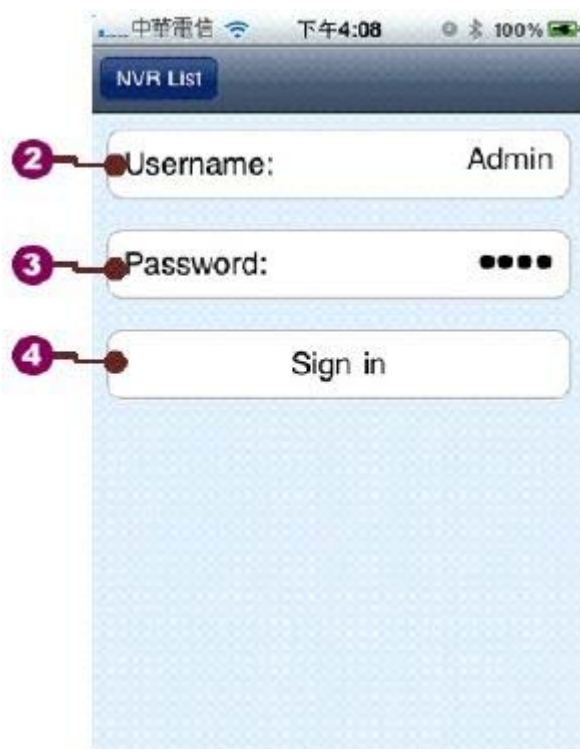 中華電信 下午4:08 100%
NVR List
2 Username: Admin
3 Password: ●●●●
4 Sign in